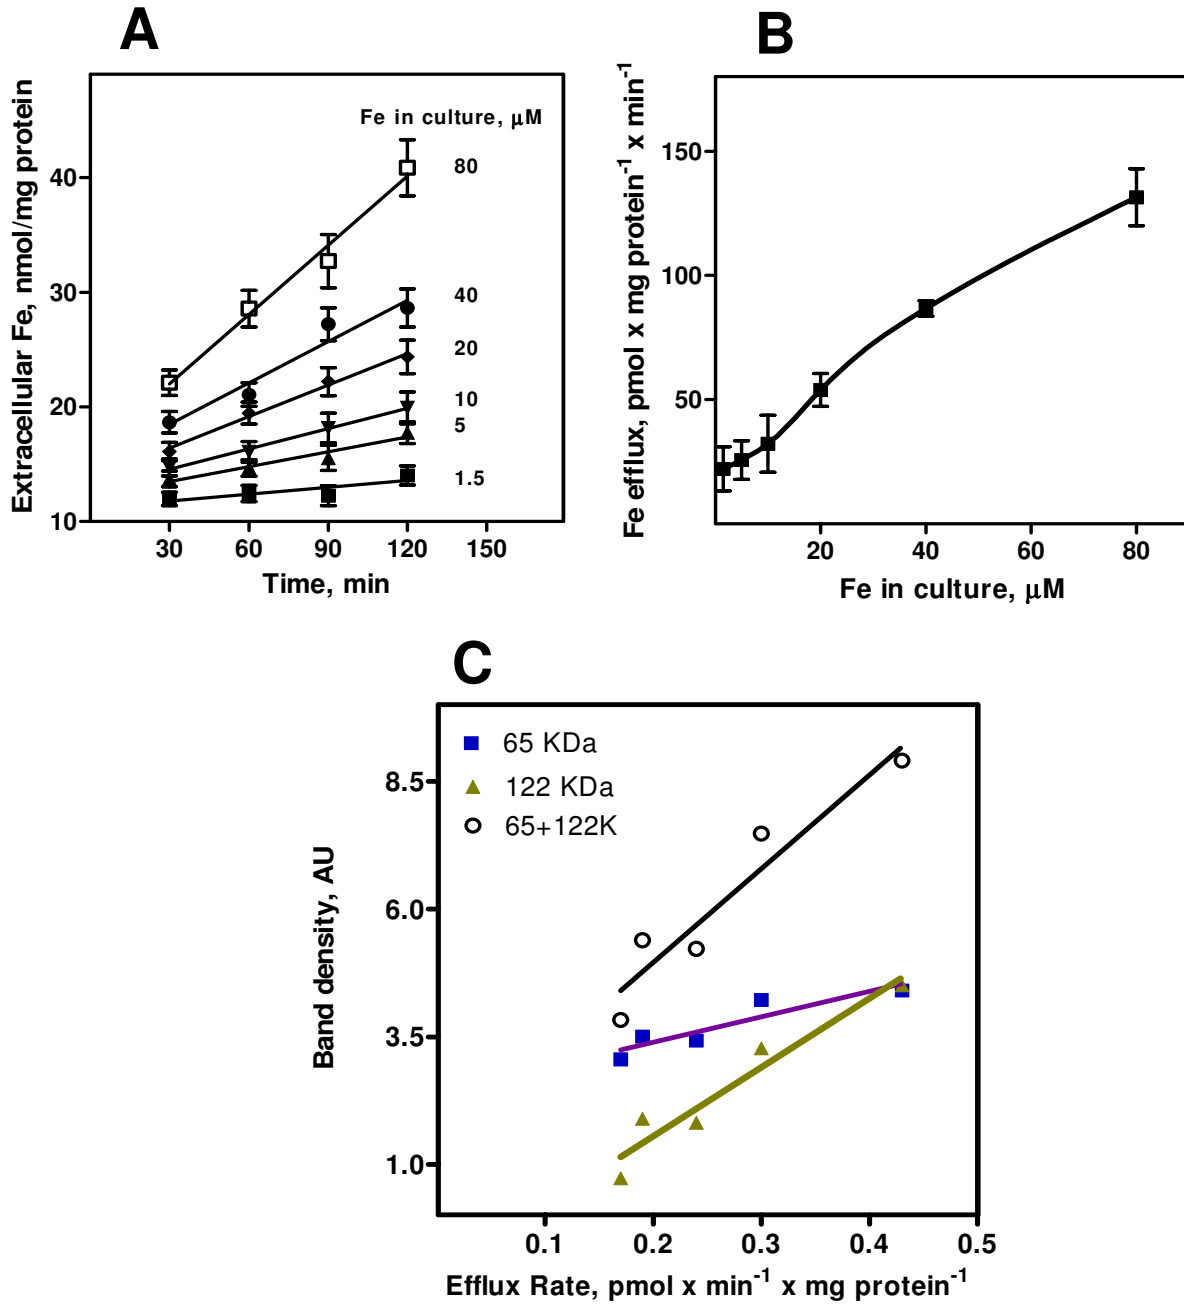 A
Extracellular Fe, nmol/mg protein
Fe in culture, μM
80
40
20
10
5
1.5
40
30
20
10
30 60 90 120 150
Time, min
B
Fe efflux, pmol x mg protein⁻¹ x min⁻¹
150
100
50
20 40 60 80
Fe in culture, μM
C
65 KDa
122 KDa
65+122K
Band density, AU
8.5
6.0
3.5
1.0
0.1 0.2 0.3 0.4 0.5
Efflux Rate, pmol x min⁻¹ x mg protein⁻¹